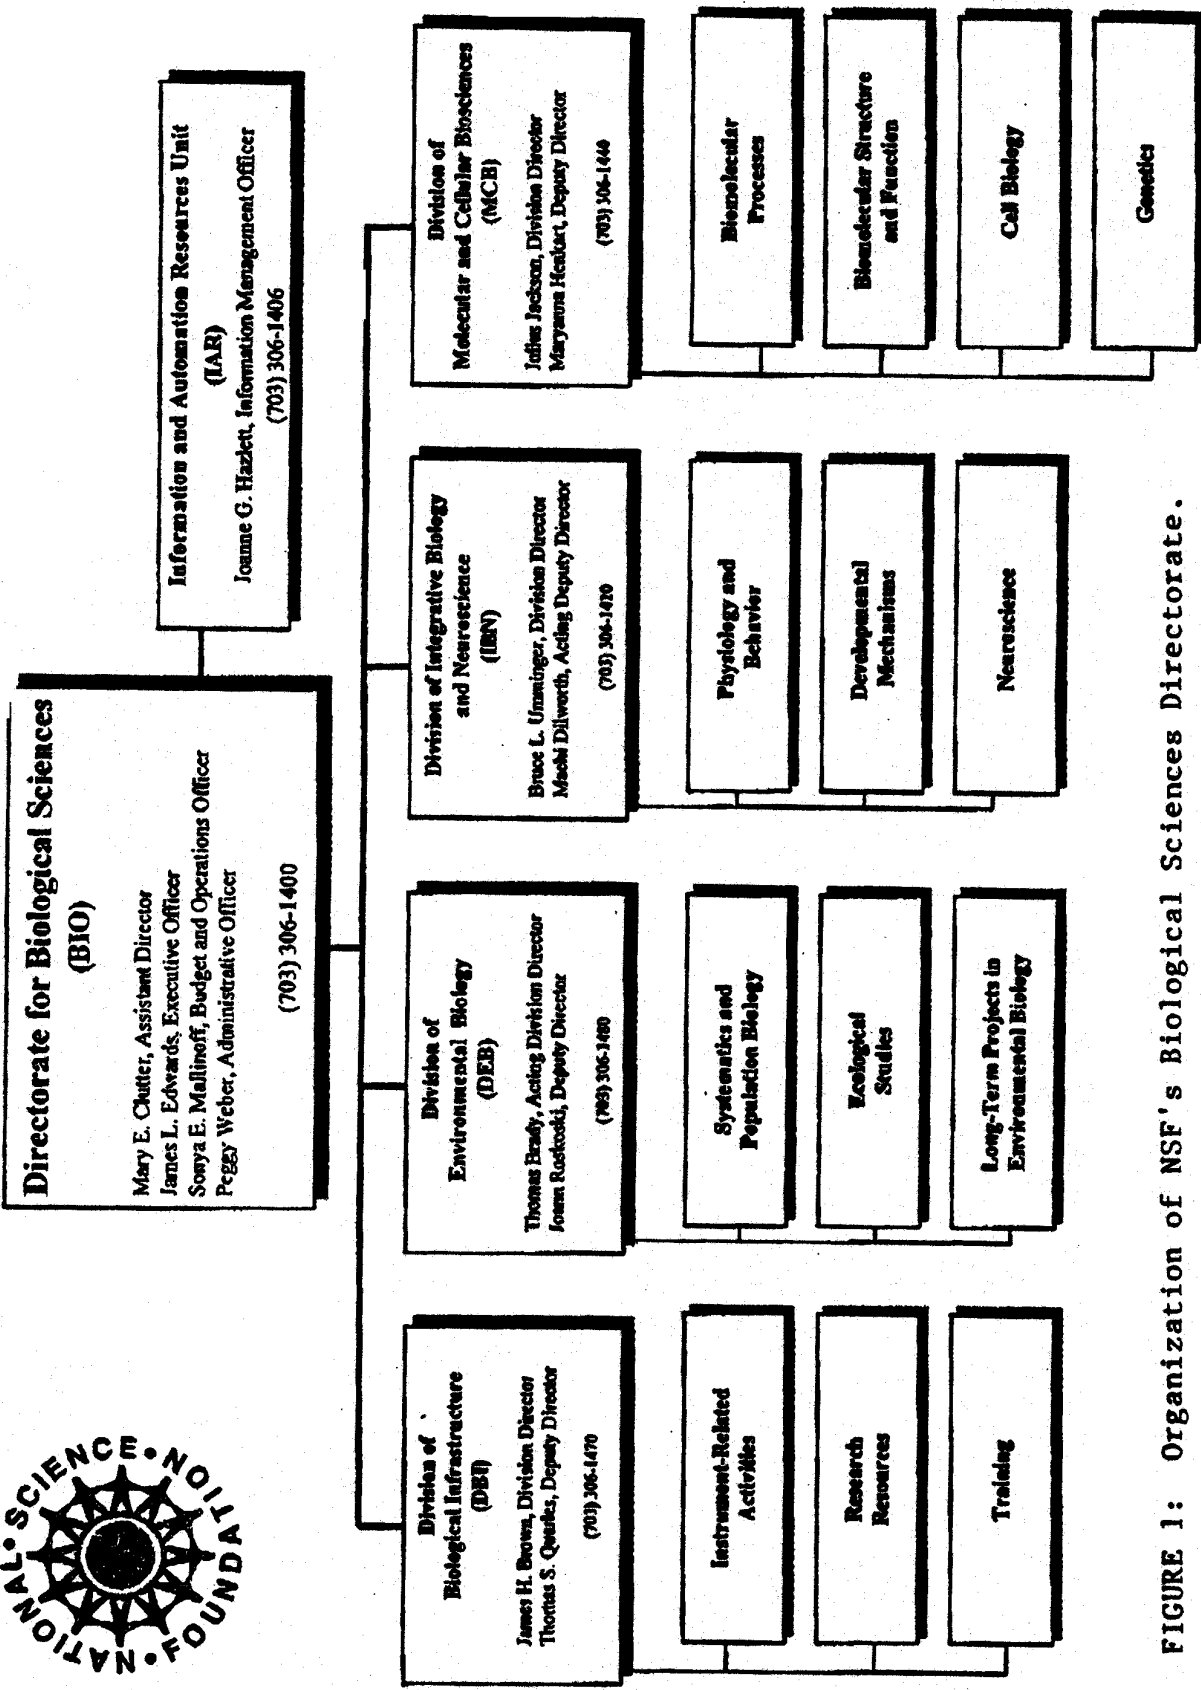 NATIONAL • SCIENCE • FOUNDATION •
Directorate for Biological Sciences
(BIO)
Mary E. Clutter, Assistant Director
James L. Edwards, Executive Officer
Sonya E. Mallinoff, Budget and Operations Officer
Peggy Weber, Administrative Officer
(703) 306-1400
Information and Automation Resources Unit
(IAR)
Joanne G. Hazlett, Information Management Officer
(703) 306-1406
Division of
Biological Infrastructure
(DBI)
James H. Brown, Division Director
Thomas S. Quarles, Deputy Director
(703) 306-1470
Instrument-Related
Activities
Research
Resources
Training
Division of
Environmental Biology
(DEB)
Thomas Brady, Acting Division Director
Joann Roskoski, Deputy Director
(703) 306-1480
Systematics and
Population Biology
Ecological
Studies
Long-Term Projects in
Environmental Biology
Division of Integrative Biology
and Neuroscience
(IBN)
Bruce L. Umminger, Division Director
Machi Dilworth, Acting Deputy Director
(703) 306-1420
Physiology and
Behavior
Developmental
Mechanisms
Neuroscience
Division of
Molecular and Cellular Biosciences
(MCB)
Julius Jackson, Division Director
Maryanna Henkart, Deputy Director
(703) 306-1440
Biomolecular
Processes
Biomolecular Structure
and Function
Cell Biology
Genetics
FIGURE 1: Organization of NSF's Biological Sciences Directorate.